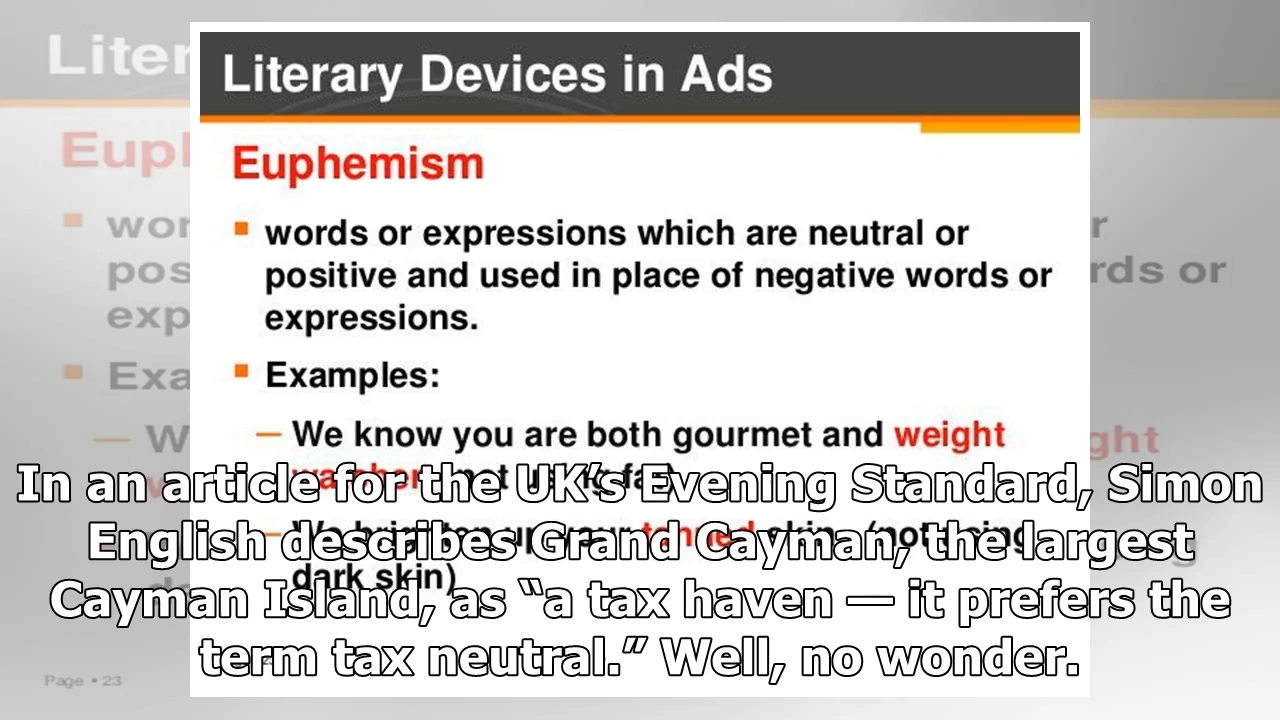 Literary Devices in Ads
Euphemism
words or expressions which are neutral or
positive and used in place of negative words or
expressions.
Examples:
— We know you are both gourmet and weight
In an article for the UK’s Evening Standard, Simon
English describes Grand Cayman, the largest
dark skin)
Cayman Island, as “a tax haven — it prefers the
term tax neutral.” Well, no wonder.
Page • 23